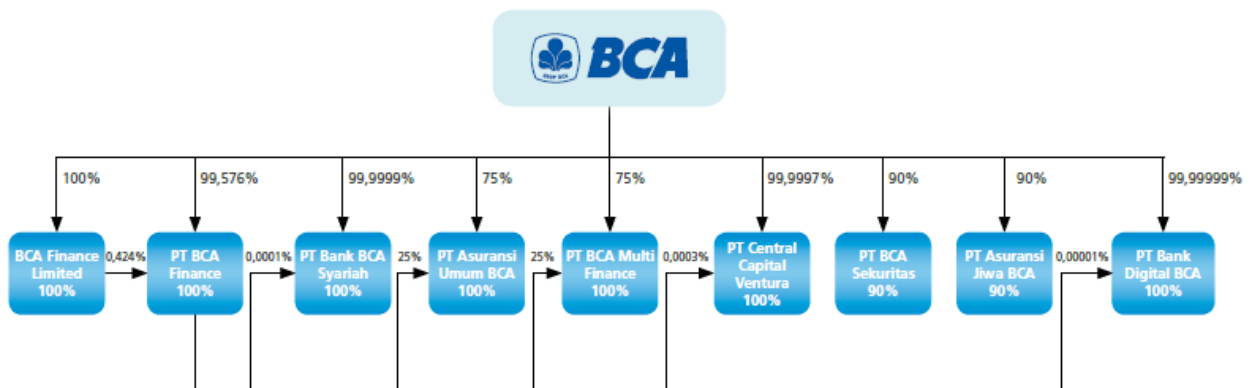 BCA
100%
99,576%
99,9999%
75%
75%
99,9997%
90%
90%
99,99999%
BCA Finance
Limited
100%
0,424%
PT BCA
Finance
100%
0,0001%
PT Bank BCA
Syariah
100%
25%
PT Asuransi
Umum BCA
100%
25%
PT BCA Multi
Finance
100%
0,0003%
PT Central
Capital
Ventura
100%
PT BCA
Sekuritas
90%
PT Asuransi
Jiwa BCA
90%
0,00001%
PT Bank
Digital BCA
100%